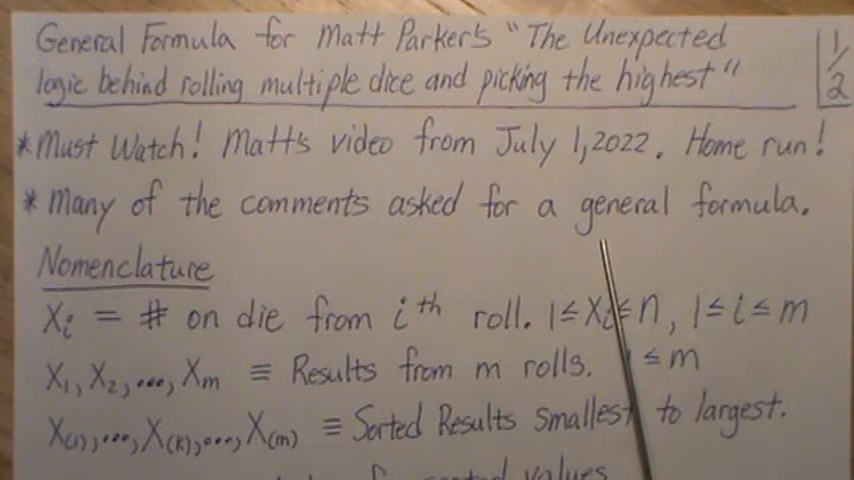 General Formula for Matt Parker's "The Unexpected
logic behind rolling multiple dice and picking the highest"
1/2
*Must Watch! Matt's video from July 1, 2022. Home run!
*Many of the comments asked for a general formula.
Nomenclature
Xᵢ = # on die from iᵗʰ roll. 1 ≤ Xᵢ ≤ n, 1 ≤ i ≤ m
X₁, X₂, ..., Xₘ ≡ Results from m rolls. ≤ m
X₍₁₎, ..., X₍ₖ₎, ..., X₍ₘ₎ ≡ Sorted Results smallest to largest.
sorted values